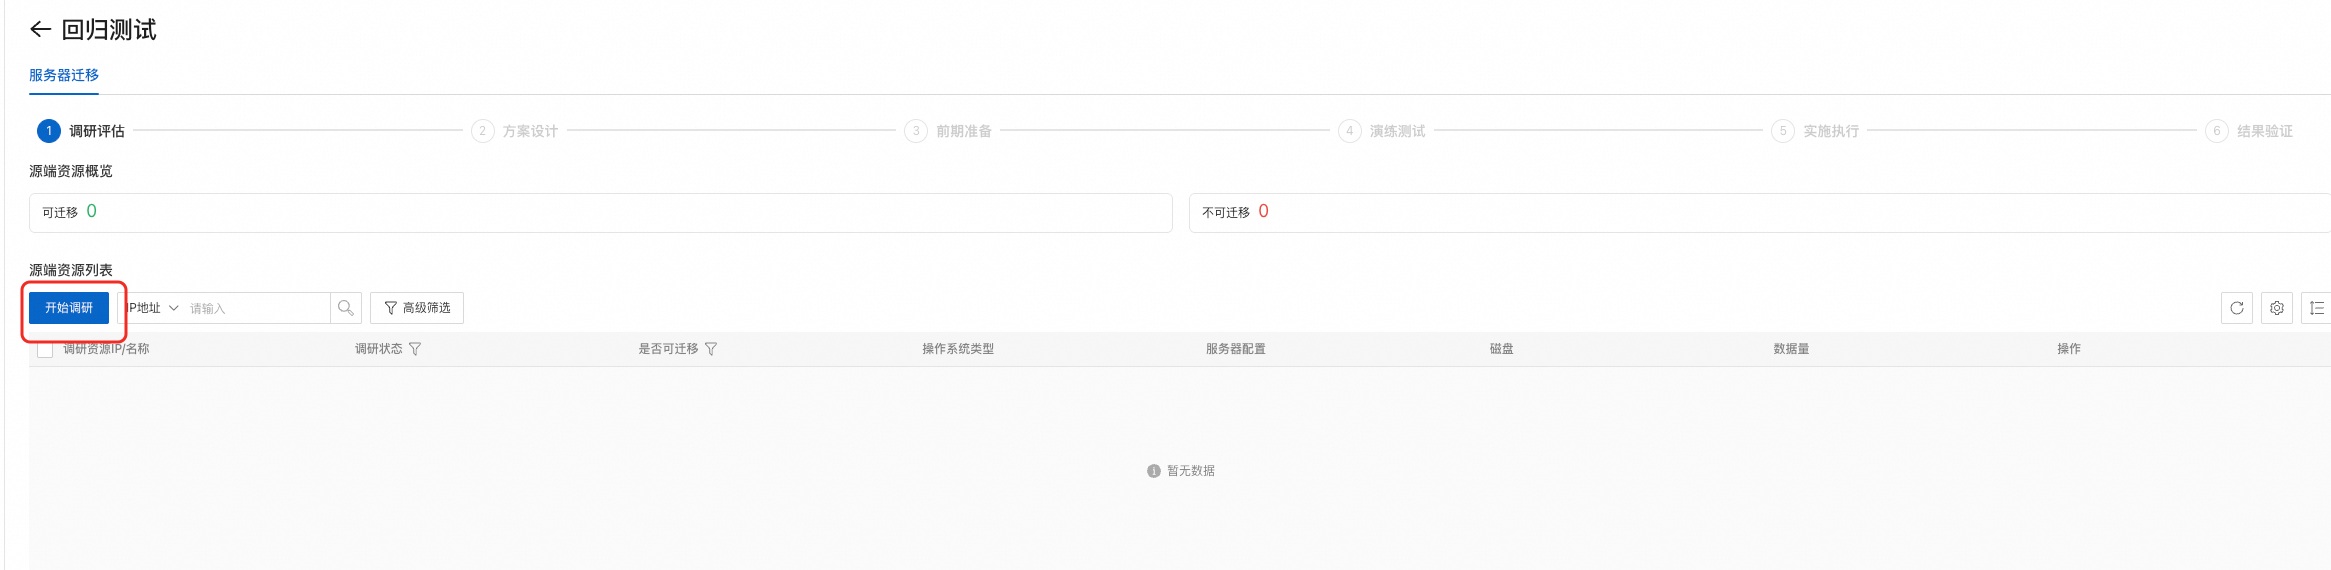 回归测试
服务器迁移
1 调研评估 2 方案设计 3 前期准备 4 演练测试 5 实施执行 6 结果验证
源端资源概览
可迁移 0 不可迁移 0
源端资源列表
开始调研 IP地址 请输入 高级筛选
调研资源IP/名称 调研状态 是否可迁移 操作系统类型 服务器配置 磁盘 数据量 操作
暂无数据